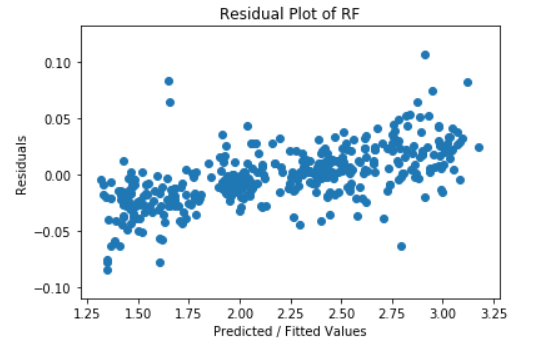 Residual Plot of RF
0.10
0.05
0.00
−0.05
−0.10
Residuals
1.25 1.50 1.75 2.00 2.25 2.50 2.75 3.00 3.25
Predicted / Fitted Values